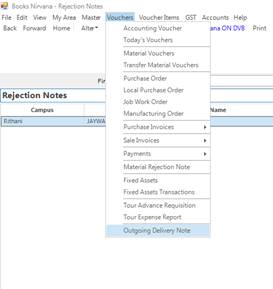 Books Nirvana - Rejection Notes
File Edit View My Area Master Vouchers Voucher Items GST Accounts Help
Back Forward Home Alte ana ON DV8 Print
Accounting Voucher
Today's Vouchers
Material Vouchers
Transfer Material Vouchers
Fin
Purchase Order
Rejection Notes
Local Purchase Order
Campus Name
Job Work Order
Rithani JAYWA
Manufacturing Order
Purchase Invoices
Sale Invoices
Payments
Material Rejection Note
Fixed Assets
Fixed Assets Transactions
Tour Advance Requisition
Tour Expense Report
Outgoing Delivery Note